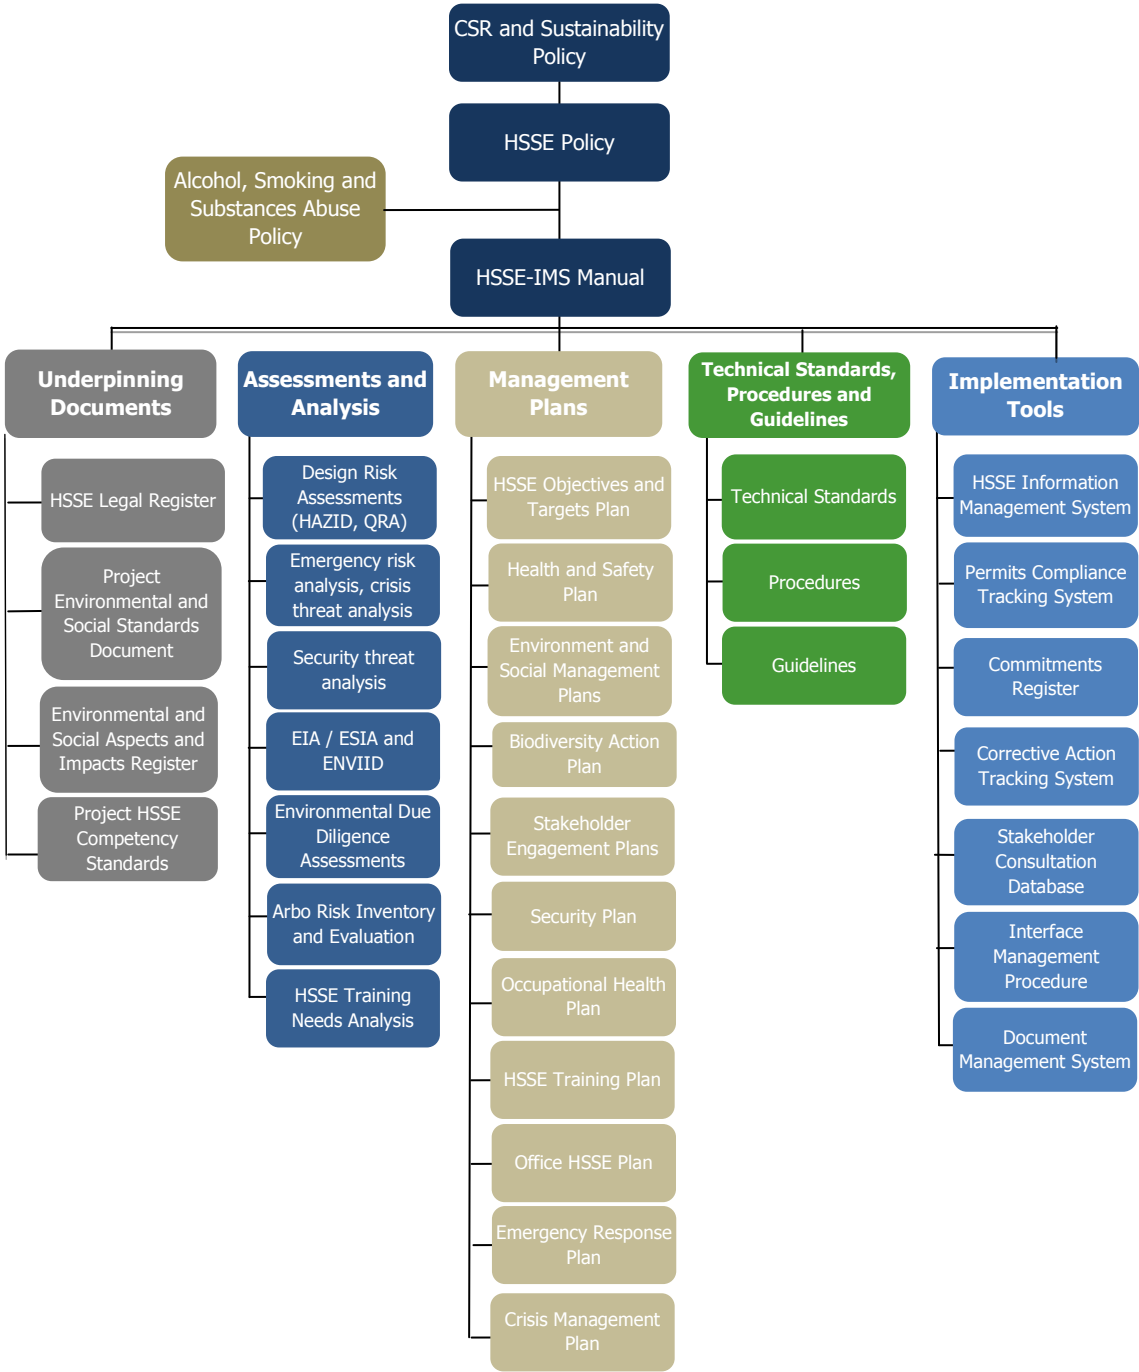 CSR and Sustainability
Policy
HSSE Policy
Alcohol, Smoking and
Substances Abuse
Policy
HSSE-IMS Manual
Underpinning
Documents
HSSE Legal Register
Project
Environmental and
Social Standards
Document
Environmental and
Social Aspects and
Impacts Register
Project HSSE
Competency
Standards
Assessments and
Analysis
Design Risk
Assessments
(HAZID, QRA)
Emergency risk
analysis, crisis
threat analysis
Security threat
analysis
EIA / ESIA and
ENVIID
Environmental Due
Diligence
Assessments
Arbo Risk Inventory
and Evaluation
HSSE Training
Needs Analysis
Management
Plans
HSSE Objectives and
Targets Plan
Health and Safety
Plan
Environment and
Social Management
Plans
Biodiversity Action
Plan
Stakeholder
Engagement Plans
Security Plan
Occupational Health
Plan
HSSE Training Plan
Office HSSE Plan
Emergency Response
Plan
Crisis Management
Plan
Technical Standards,
Procedures and
Guidelines
Technical Standards
Procedures
Guidelines
Implementation
Tools
HSSE Information
Management System
Permits Compliance
Tracking System
Commitments
Register
Corrective Action
Tracking System
Stakeholder
Consultation
Database
Interface
Management
Procedure
Document
Management System